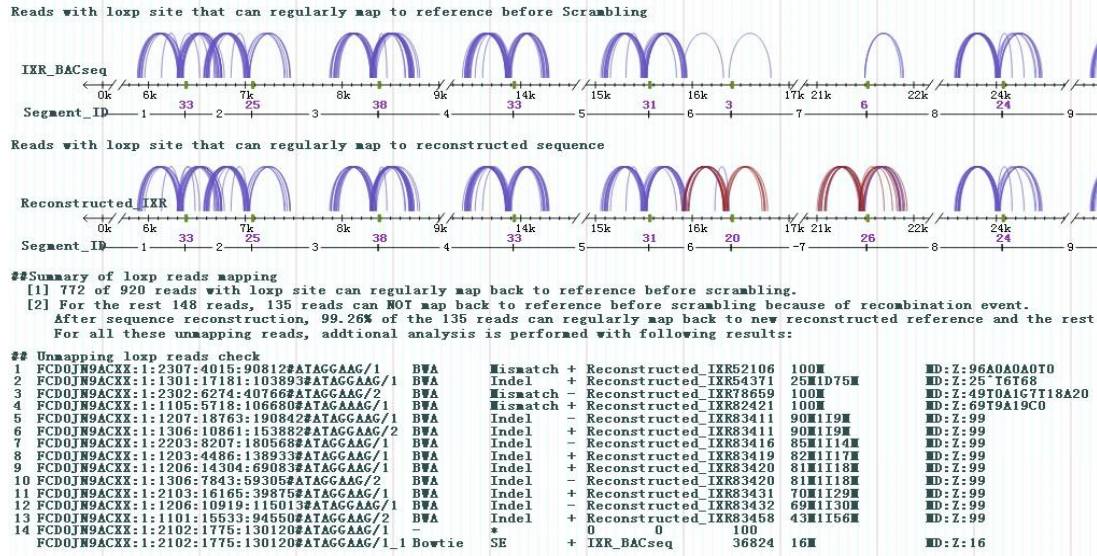 Reads with loxp site that can regularly map to reference before Scrambling
IXR_BACseq
0k 6k 7k 8k 9k 14k 15k 16k 17k 21k 22k 24k
33 25 38 33 31 3 6 24
Segment_ID 1 2 3 4 5 6 7 8 9
Reads with loxp site that can regularly map to reconstructed sequence
Reconstructed_IXR
0k 6k 7k 8k 9k 14k 15k 16k 17k 21k 22k 24k
33 25 38 33 31 20 26 24
Segment_ID 1 2 3 4 5 6 -7 8 9
##Summary of loxp reads mapping
[1] 772 of 920 reads with loxp site can regularly map back to reference before scrambling.
[2] For the rest 148 reads, 135 reads can NOT map back to reference before scrambling because of recombination event.
After sequence reconstruction, 99.26% of the 135 reads can regularly map back to new reconstructed reference and the rest
For all these unmapping reads, addtional analysis is performed with following results:
## Unmapping loxp reads check
1 FCD0JN9ACXX:1:2307:4015:90812#ATAGGAAG/1 BWA Mismatch + Reconstructed_IXR52106 100M MD:Z:96A0A0A0T0
2 FCD0JN9ACXX:1:1301:17181:103893#ATAGGAAG/1 BWA Indel + Reconstructed_IXR54371 25M1D75M MD:Z:25^T6T68
3 FCD0JN9ACXX:1:2302:6274:40766#ATAGGAAG/2 BWA Mismatch - Reconstructed_IXR78659 100M MD:Z:49T0A1G7T18A20
4 FCD0JN9ACXX:1:1105:5718:106680#ATAGAAAG/1 BWA Mismatch + Reconstructed_IXR82421 100M MD:Z:69T9A19C0
5 FCD0JN9ACXX:1:1207:18763:190842#ATAGGAAG/1 BWA Indel - Reconstructed_IXR83411 90M1I9M MD:Z:99
6 FCD0JN9ACXX:1:1306:10861:153882#ATAGGAAG/2 BWA Indel + Reconstructed_IXR83411 90M1I9M MD:Z:99
7 FCD0JN9ACXX:1:2203:8207:180568#ATAGGAAG/1 BWA Indel - Reconstructed_IXR83416 85M1I14M MD:Z:99
8 FCD0JN9ACXX:1:1203:4486:138933#ATAGGAAG/1 BWA Indel + Reconstructed_IXR83419 82M1I17M MD:Z:99
9 FCD0JN9ACXX:1:1206:14304:69083#ATAGGAAG/1 BWA Indel + Reconstructed_IXR83420 81M1I18M MD:Z:99
10 FCD0JN9ACXX:1:1306:7843:59305#ATAGGAAG/2 BWA Indel - Reconstructed_IXR83420 81M1I18M MD:Z:99
11 FCD0JN9ACXX:1:2103:16165:39875#ATAGGAAG/1 BWA Indel + Reconstructed_IXR83431 70M1I29M MD:Z:99
12 FCD0JN9ACXX:1:1206:10919:115013#ATAGGAAG/1 BWA Indel - Reconstructed_IXR83432 69M1I30M MD:Z:99
13 FCD0JN9ACXX:1:1101:15533:94550#ATAGGAAG/2 BWA Indel + Reconstructed_IXR83458 43M1I56M MD:Z:99
14 FCD0JN9ACXX:1:2102:1775:130120#ATAGGAAG/1 - * 0 0 100
FCD0JN9ACXX:1:2102:1775:130120#ATAGGAAG/1_1 Bowtie SE + IXR_BACseq 36824 16M MD:Z:16